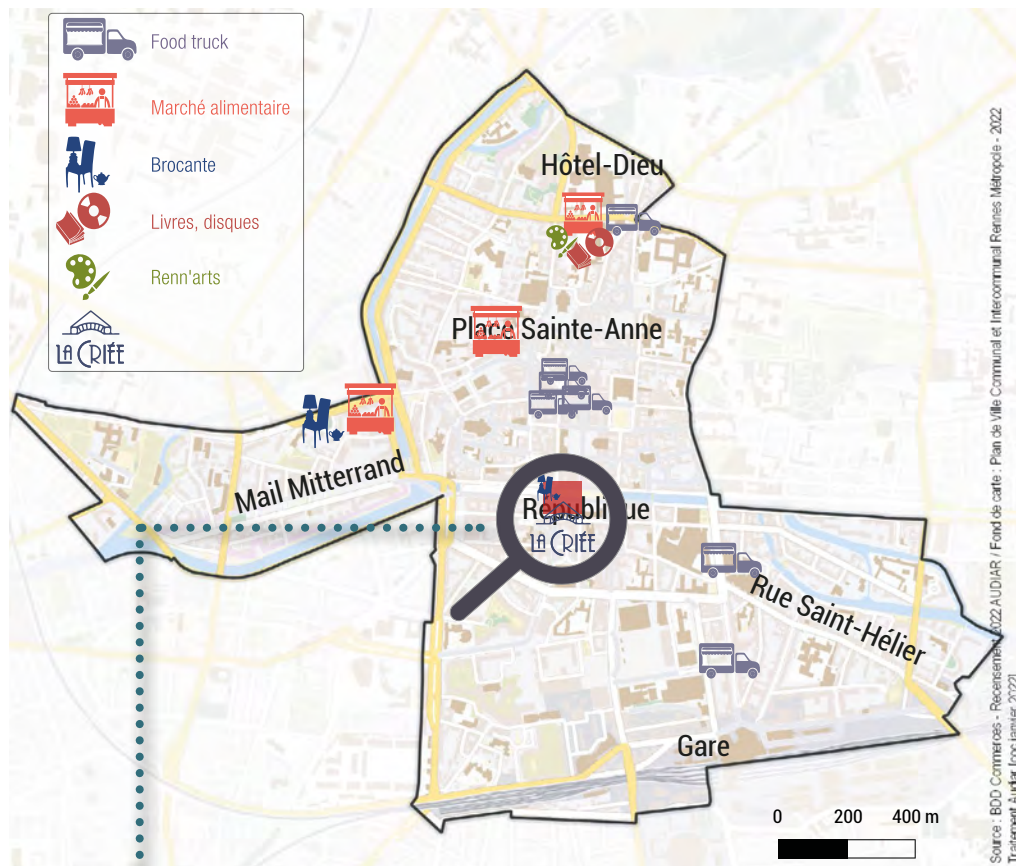 Food truck
Marché alimentaire
Brocante
Livres, disques
Renn'arts
LA CRIÉE
Hôtel-Dieu
Place Sainte-Anne
Mail Mitterrand
République
LA CRIÉE
Rue Saint-Hélier
Gare
0 200 400 m
Source : BDD Commerces - Recensement 2022 AUDIAR / Fond de carte : Plan de Ville Communal et Intercommunal Rennes Métropole - 2022
Traitement Audiar